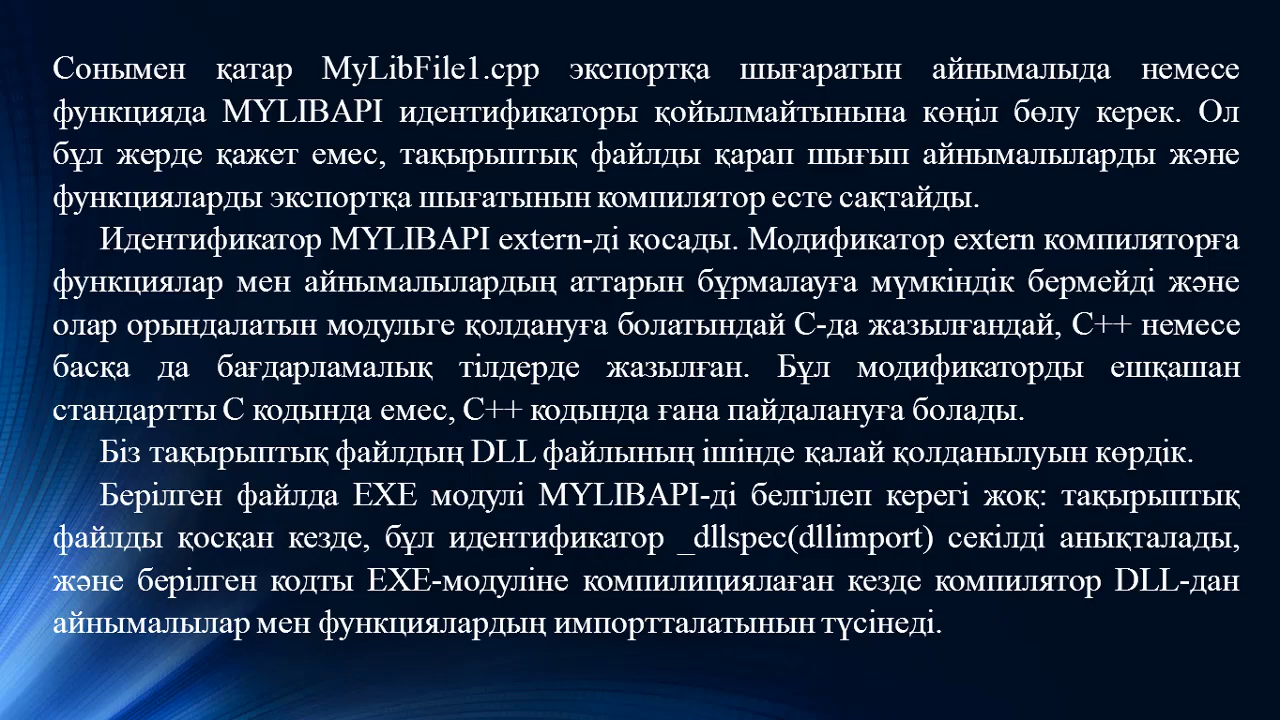 Сонымен қатар MyLibFile1.cpp экспортқа шығаратын айнымалыда немесе
функцияда MYLIBAPI идентификаторы қойылмайтынына көңіл бөлу керек. Ол
бұл жерде қажет емес, тақырыптық файлды қарап шығып айнымалыларды және
функцияларды экспортқа шығатынын компилятор есте сақтайды.
Идентификатор MYLIBAPI extern-ді қосады. Модификатор extern компиляторға
функциялар мен айнымалылардың аттарын бұрмалауға мүмкіндік бермейді және
олар орындалатын модульге қолдануға болатындай С-да жазылғандай, С++ немесе
басқа да бағдарламалық тілдерде жазылған. Бұл модификаторды ешқашан
стандартты С кодында емес, С++ кодында ғана пайдалануға болады.
Біз тақырыптық файлдың DLL файлының ішінде қалай қолданылуын көрдік.
Берілген файлда EXE модулі MYLIBAPI-ді белгілеп керегі жоқ: тақырыптық
файлды қосқан кезде, бұл идентификатор _dllspec(dllimport) секілді анықталады,
және берілген кодты EXE-модуліне компилициялаған кезде компилятор DLL-дан
айнымалылар мен функциялардың импортталатынын түсінеді.